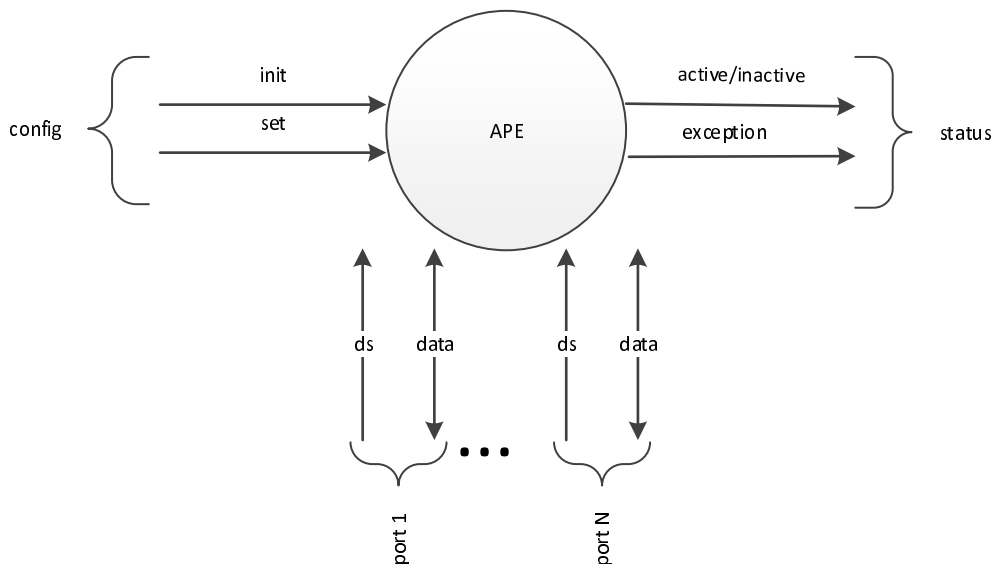 init
active/inactive
set
exception
config
APE
status
ds
data
ds
data
...
port 1
port N